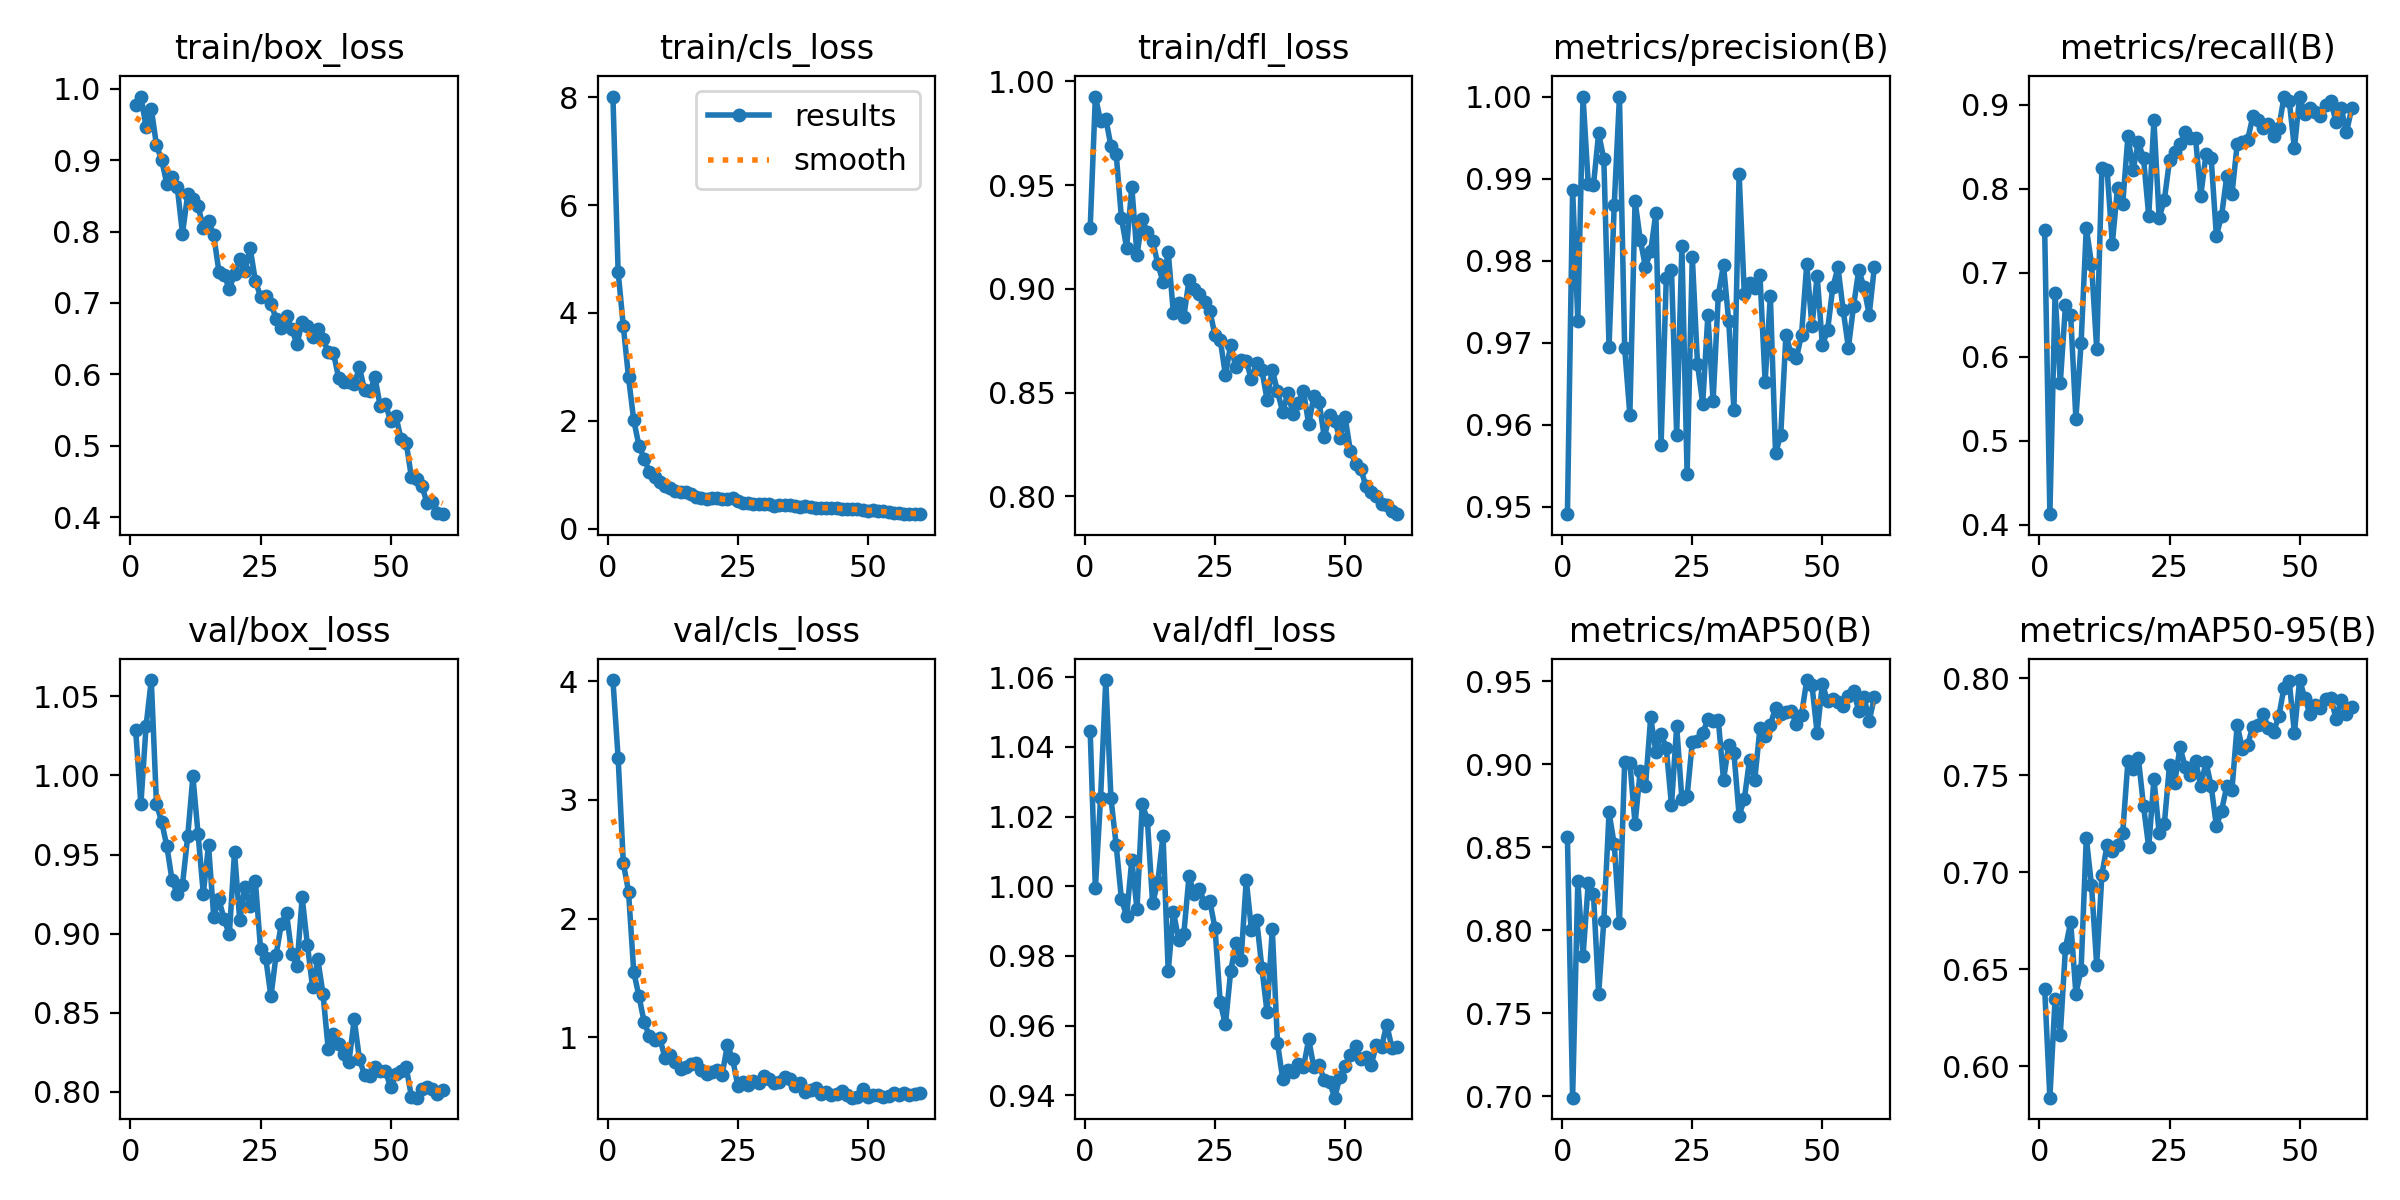 train/box_loss
train/cls_loss
train/dfl_loss
metrics/precision(B)
metrics/recall(B)
1.0
0.9
0.8
0.7
0.6
0.5
0.4
0 25 50
8
6
4
2
0
results
smooth
0 25 50
1.00
0.95
0.90
0.85
0.80
0 25 50
1.00
0.99
0.98
0.97
0.96
0.95
0 25 50
0.9
0.8
0.7
0.6
0.5
0.4
0 25 50
val/box_loss
val/cls_loss
val/dfl_loss
metrics/mAP50(B)
metrics/mAP50-95(B)
1.05
1.00
0.95
0.90
0.85
0.80
0 25 50
4
3
2
1
0 25 50
1.06
1.04
1.02
1.00
0.98
0.96
0.94
0 25 50
0.95
0.90
0.85
0.80
0.75
0.70
0 25 50
0.80
0.75
0.70
0.65
0.60
0 25 50